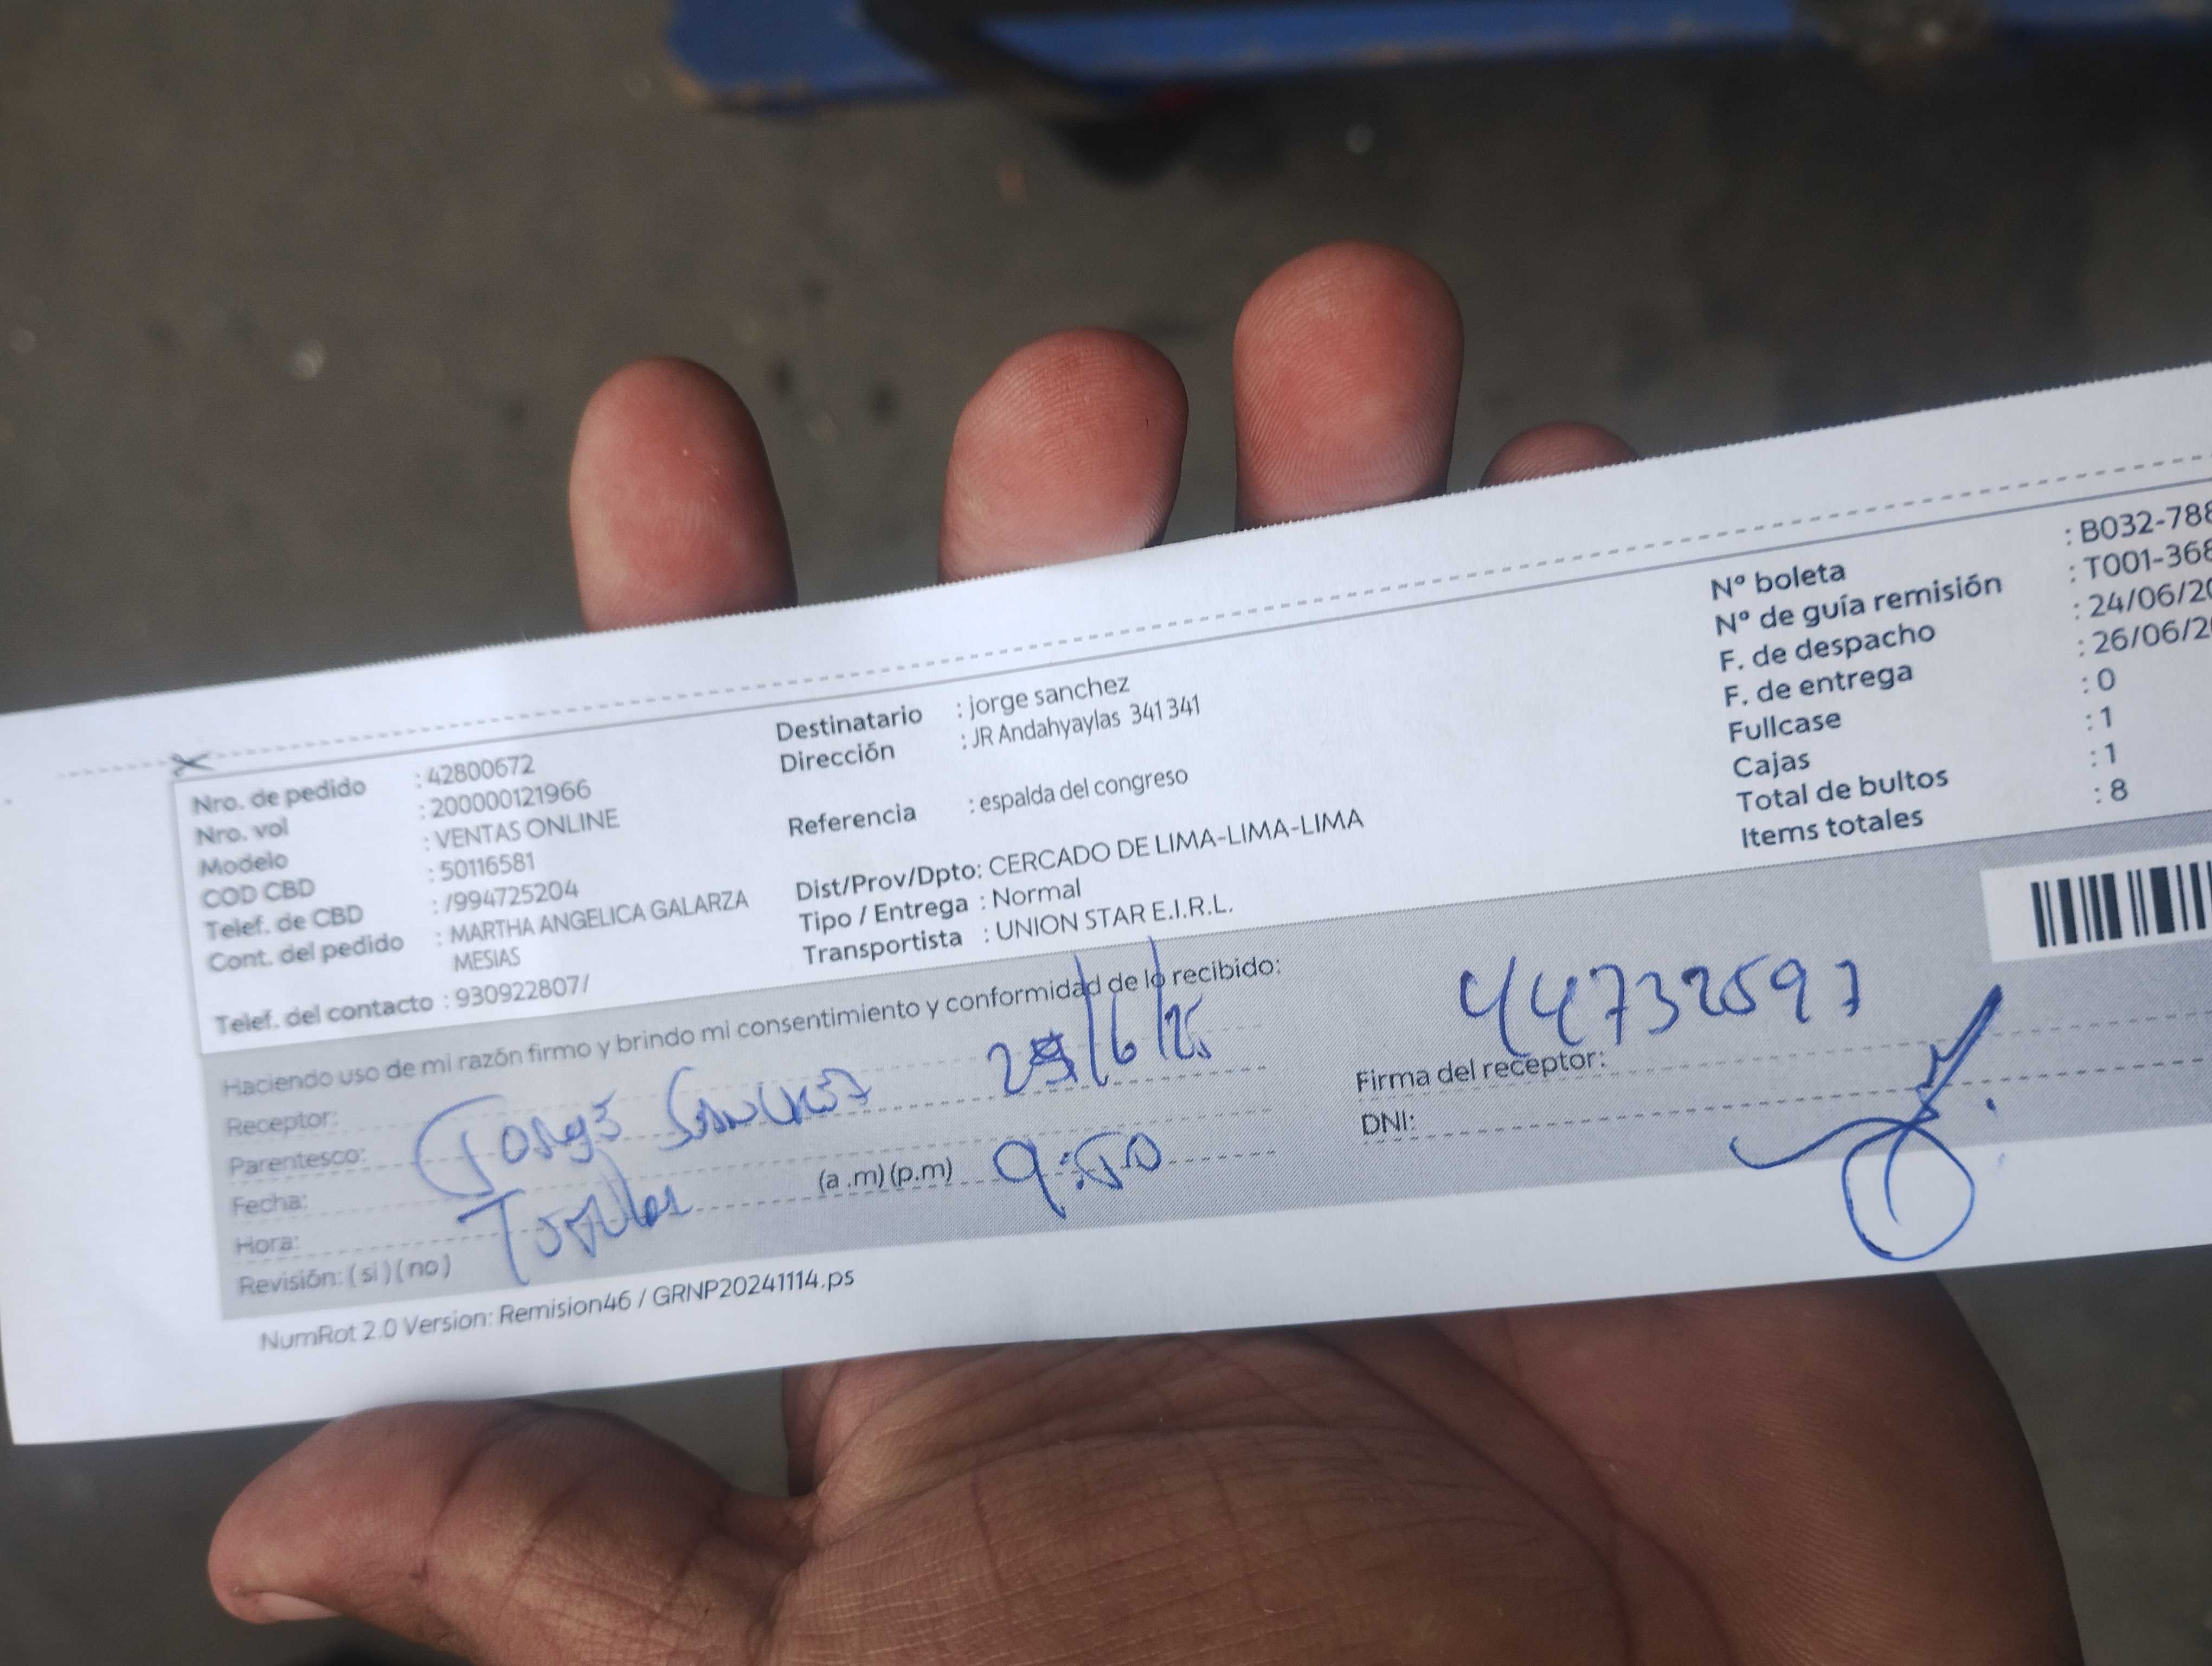 Nro. de pedido : 42800672
Nro. vol : 200000121966
Modelo : VENTAS ONLINE
COD CBD : 50116581
Telef. de CBD : /994725204
Cont. del pedido : MARTHA ANGELICA GALARZA
MESIAS
Telef. del contacto : 930922807/
Destinatario : jorge sanchez
Dirección : JR Andahyaylas 341 341
Referencia : espalda del congreso
Dist/Prov/Dpto: CERCADO DE LIMA-LIMA-LIMA
Tipo / Entrega : Normal
Transportista : UNION STAR E.I.R.L.
Nº boleta : B032-788
Nº de guía remisión : T001-368
F. de despacho : 24/06/20
F. de entrega : 26/06/2
Fullcase : 0
Cajas : 1
Total de bultos : 1
Items totales : 8
Haciendo uso de mi razón firmo y brindo mi consentimiento y conformidad de lo recibido:
Receptor:
Jorge Sanchez /6/25
Parentesco:
Fecha:
Hora: (a .m) (p.m) 9:50
Revisión: ( si ) ( no )
44732597
Firma del receptor:
DNI:
NumRot 2.0 Version: Remision46 / GRNP20241114.ps